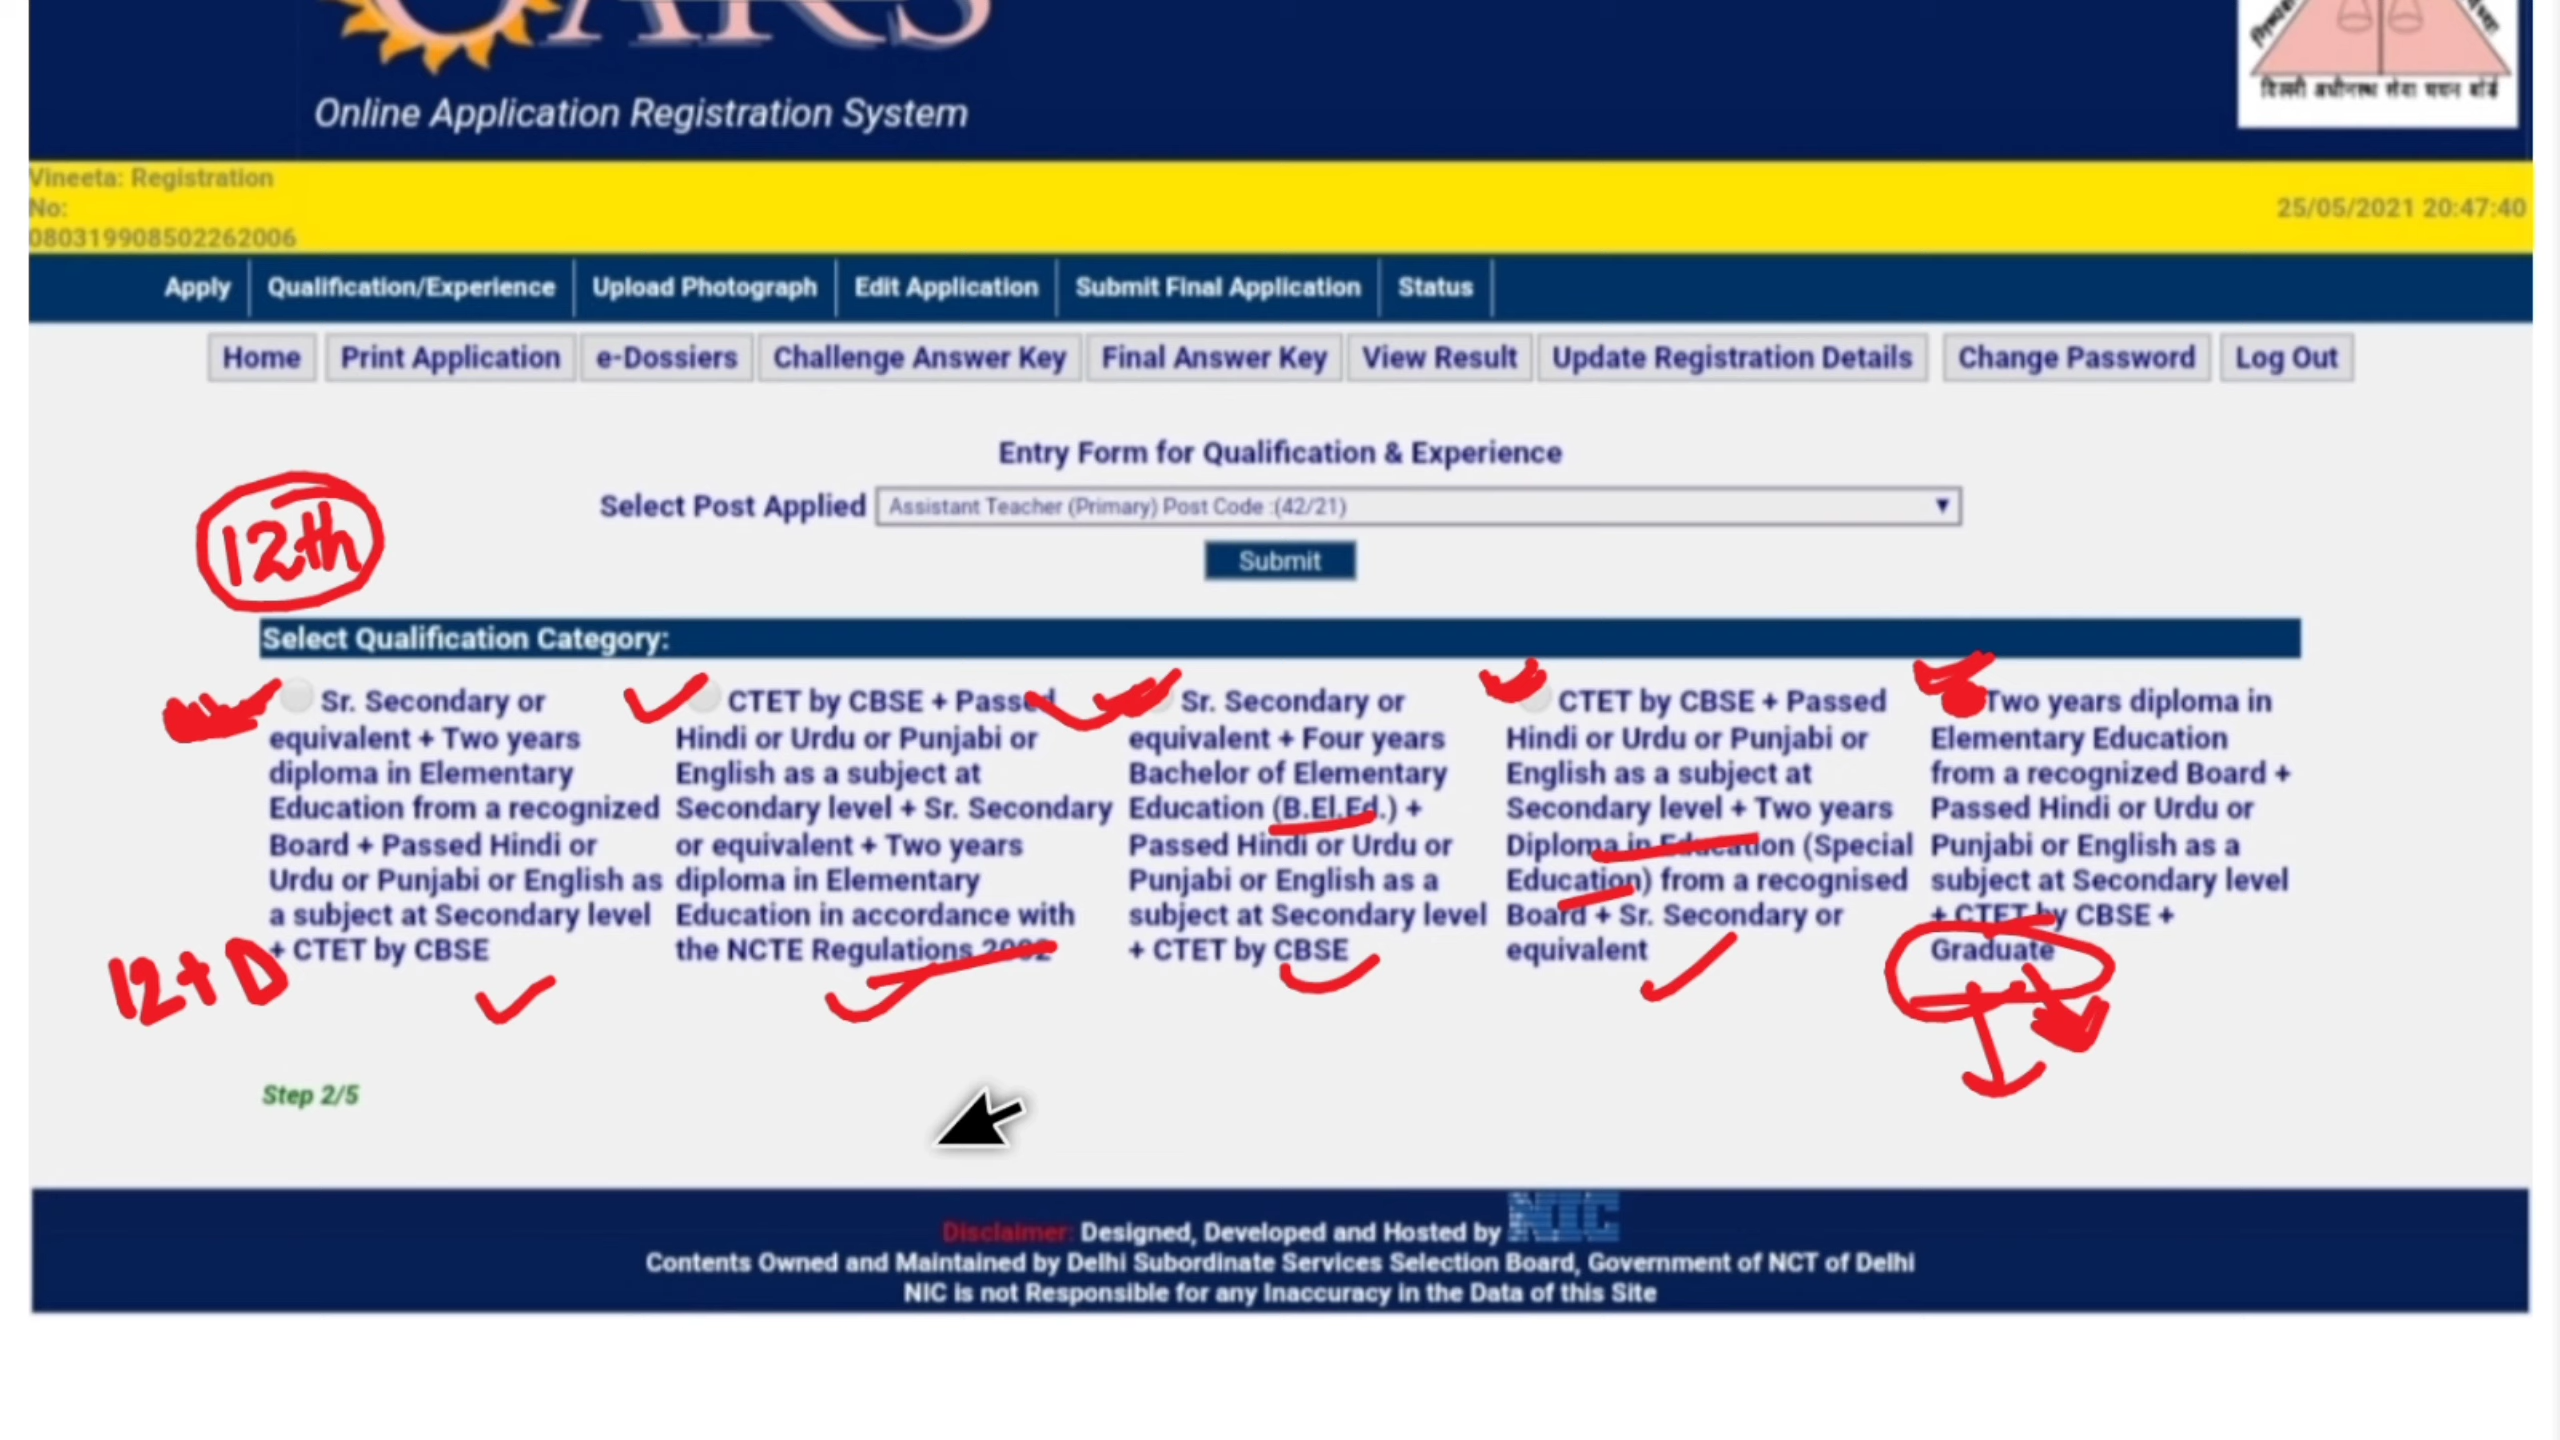 OARS
Online Application Registration System
दिल्ली अधीनस्थ सेवा चयन बोर्ड
Vineeta: Registration
No:
080319908502262006
25/05/2021 20:47:40
Apply Qualification/Experience Upload Photograph Edit Application Submit Final Application Status
Home Print Application e-Dossiers Challenge Answer Key Final Answer Key View Result Update Registration Details Change Password Log Out
Entry Form for Qualification & Experience
Select Post Applied Assistant Teacher (Primary) Post Code :(42/21)
Submit
12th
Select Qualification Category:
Sr. Secondary or
equivalent + Two years
diploma in Elementary
Education from a recognized
Board + Passed Hindi or
Urdu or Punjabi or English as
a subject at Secondary level
+ CTET by CBSE
CTET by CBSE + Passed
Hindi or Urdu or Punjabi or
English as a subject at
Secondary level + Sr. Secondary
or equivalent + Two years
diploma in Elementary
Education in accordance with
the NCTE Regulations 2002
Sr. Secondary or
equivalent + Four years
Bachelor of Elementary
Education (B.El.Ed.) +
Passed Hindi or Urdu or
Punjabi or English as a
subject at Secondary level
+ CTET by CBSE
CTET by CBSE + Passed
Hindi or Urdu or Punjabi or
English as a subject at
Secondary level + Two years
Diploma in Education (Special
Education) from a recognised
Board + Sr. Secondary or
equivalent
Two years diploma in
Elementary Education
from a recognized Board +
Passed Hindi or Urdu or
Punjabi or English as a
subject at Secondary level
+ CTET by CBSE +
Graduate
12+D
Step 2/5
Disclaimer: Designed, Developed and Hosted by NIC
Contents Owned and Maintained by Delhi Subordinate Services Selection Board, Government of NCT of Delhi
NIC is not Responsible for any Inaccuracy in the Data of this Site